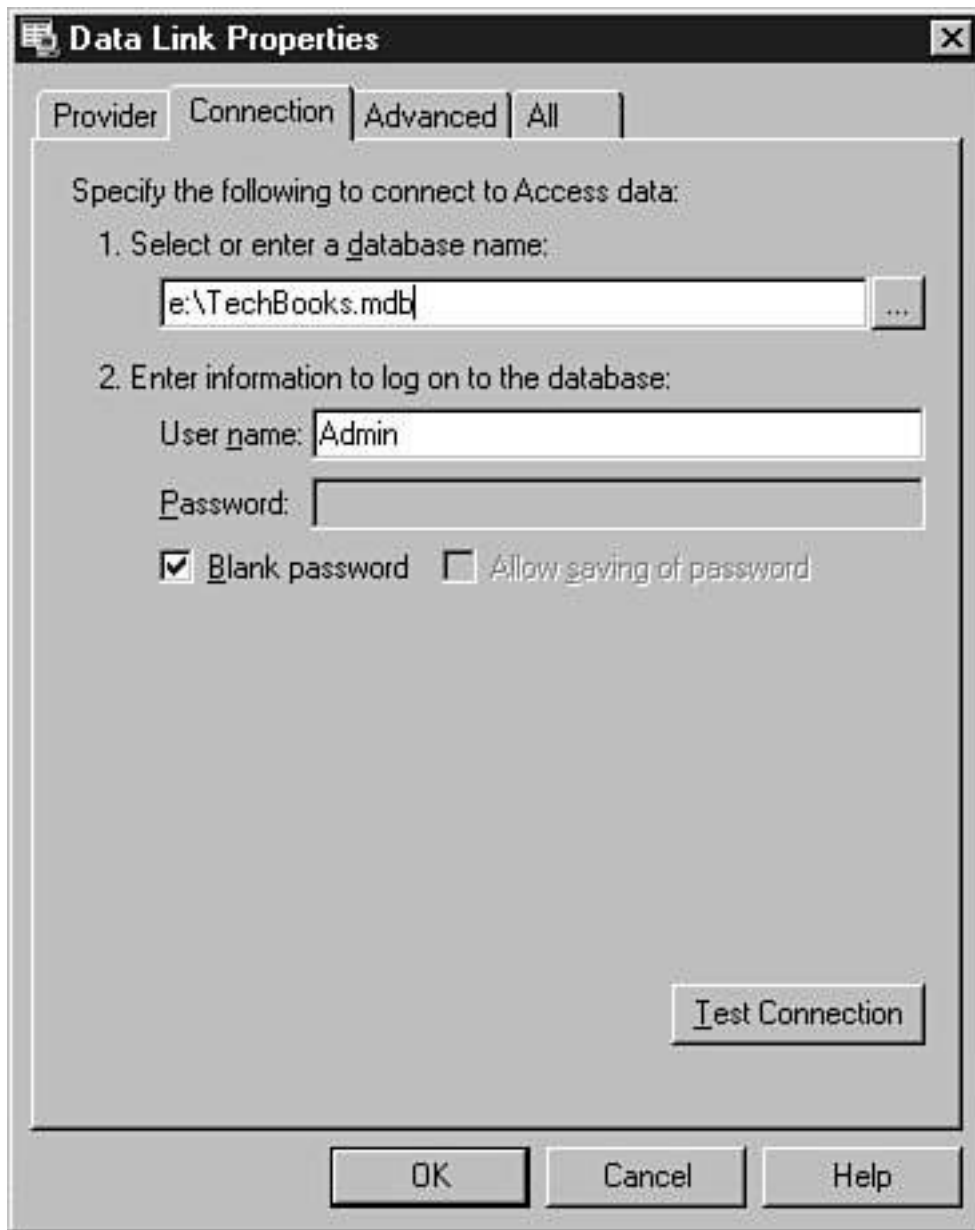 Data Link Properties
Provider Connection Advanced All
Specify the following to connect to Access data:
1. Select or enter a database name:
e:\TechBooks.mdb ...
2. Enter information to log on to the database:
User name: Admin
Password:
Blank password Allow saving of password
Test Connection
OK Cancel Help